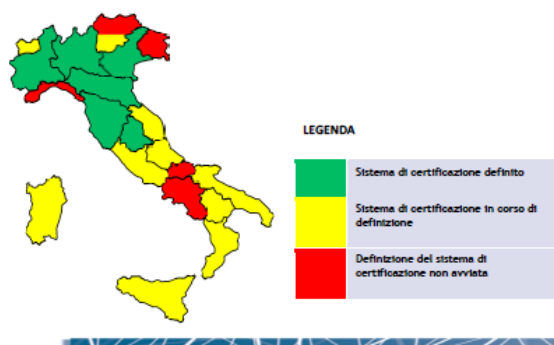 LEGENDA
Sistema di certificazione definito
Sistema di certificazione in corso di
definizione
Definizione del sistema di
certificazione non avviata